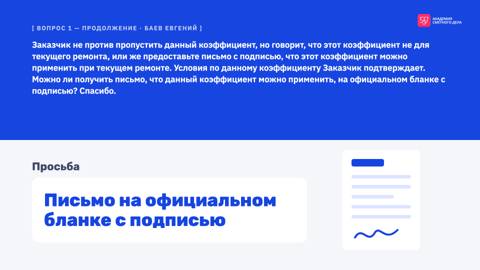 [ ВОПРОС 1 — ПРОДОЛЖЕНИЕ · БАЕВ ЕВГЕНИЙ ]
АКАДЕМИЯ
СМЕТНОГО ДЕЛА
Заказчик не против пропустить данный коэффициент, но говорит, что этот коэффициент не для
текущего ремонта, или же предоставьте письмо с подписью, что этот коэффициент можно
применить при текущем ремонте. Условия по данному коэффициенту Заказчик подтверждает.
Можно ли получить письмо, что данный коэффициент можно применить, на официальном бланке с
подписью? Спасибо.
Просьба
Письмо на официальном
бланке с подписью